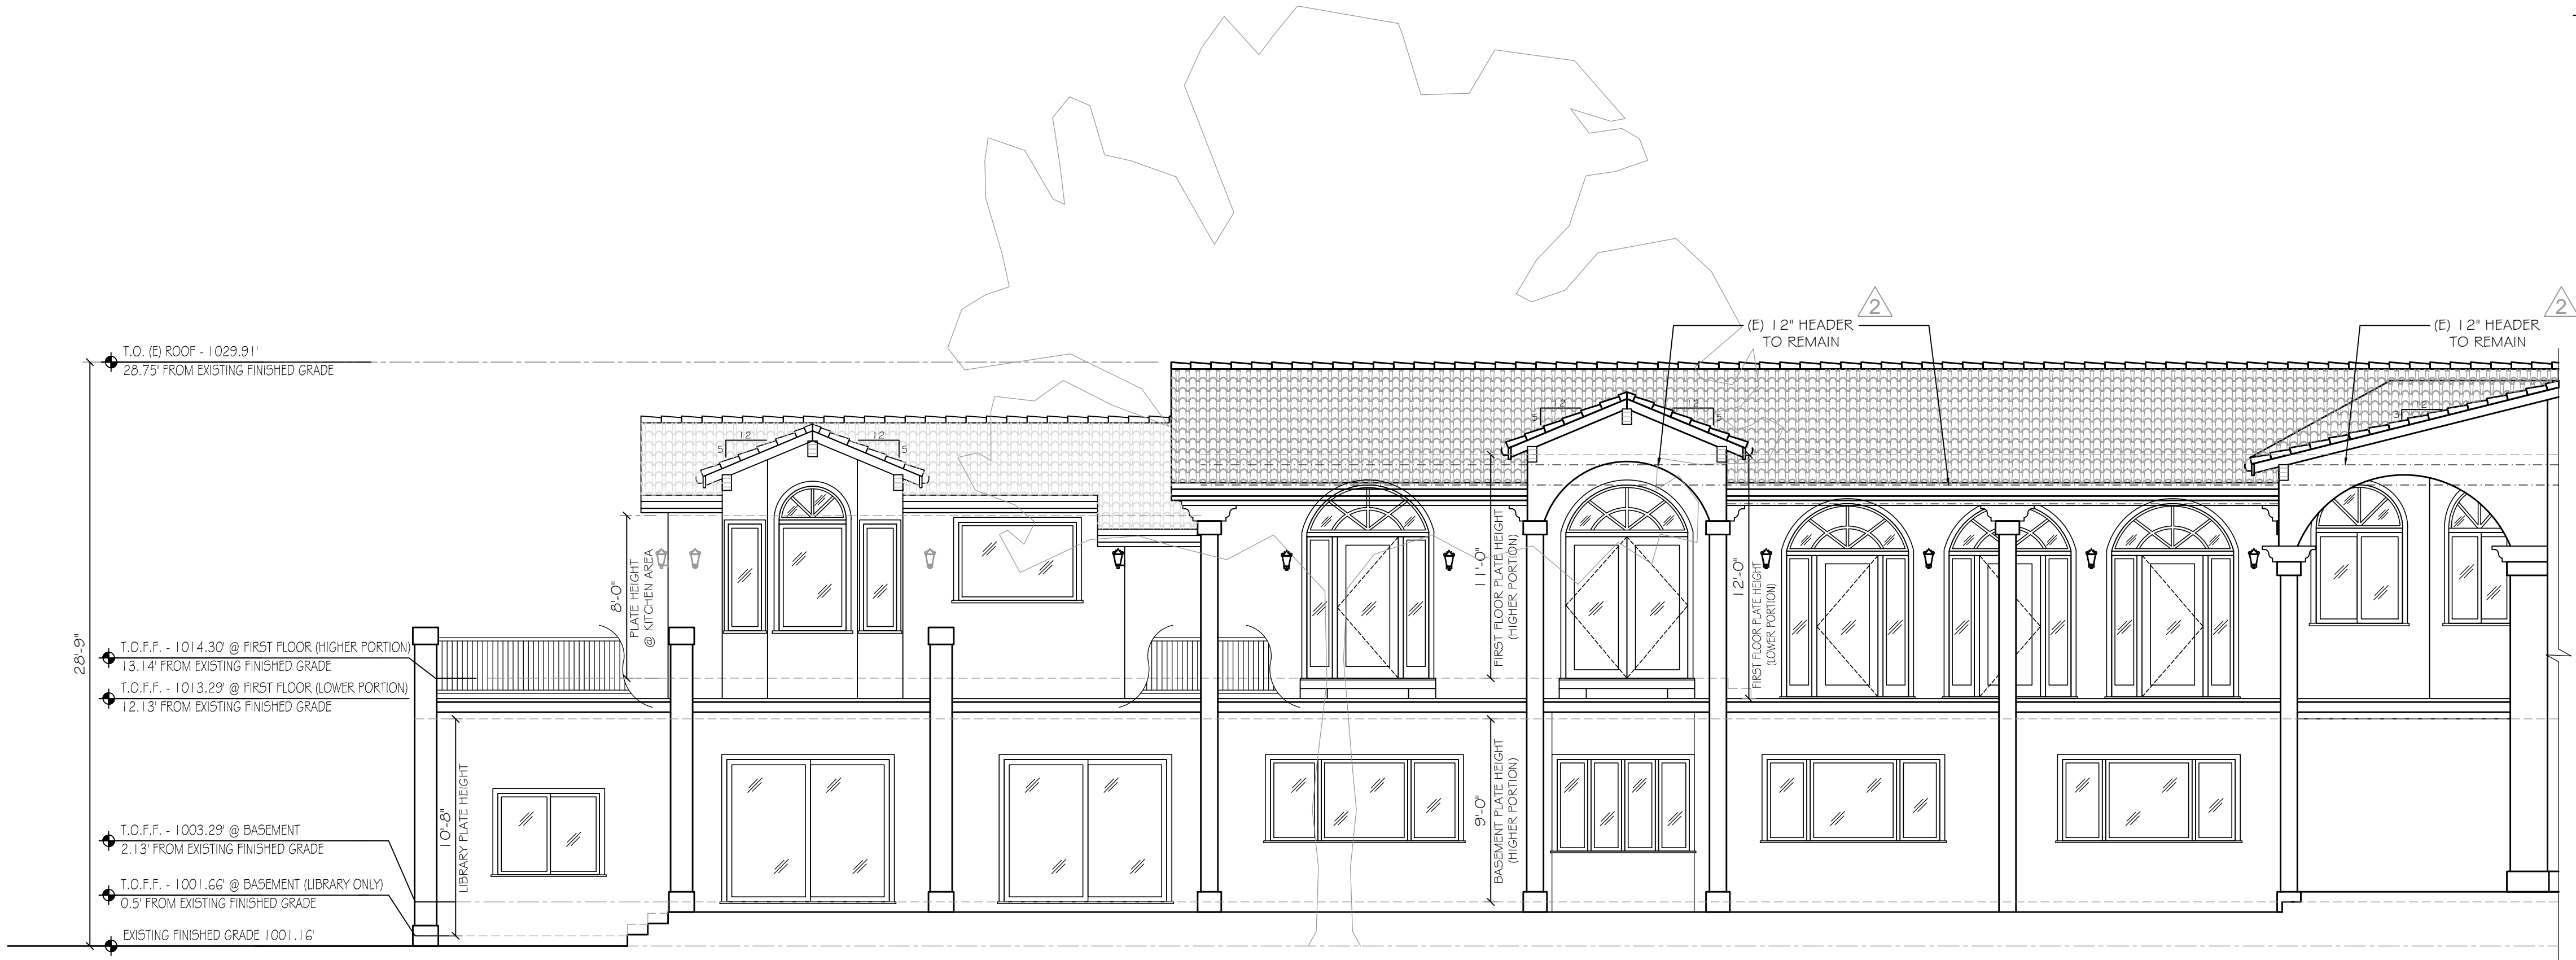 2
2
(E) 12" HEADER
TO REMAIN
(E) 12" HEADER
TO REMAIN
T.O. (E) ROOF - 1029.91'
28.75' FROM EXISTING FINISHED GRADE
12
5
12
5
12
5
12
5
12
3
28'-9"
8'-0"
PLATE HEIGHT
@ KITCHEN AREA
11'-0"
FIRST FLOOR PLATE HEIGHT
(HIGHER PORTION)
12'-0"
FIRST FLOOR PLATE HEIGHT
(LOWER PORTION)
T.O.F.F. - 1014.30' @ FIRST FLOOR (HIGHER PORTION)
13.14' FROM EXISTING FINISHED GRADE
T.O.F.F. - 1013.29' @ FIRST FLOOR (LOWER PORTION)
12.13' FROM EXISTING FINISHED GRADE
10'-8"
LIBRARY PLATE HEIGHT
9'-0"
BASEMENT PLATE HEIGHT
(HIGHER PORTION)
T.O.F.F. - 1003.29' @ BASEMENT
2.13' FROM EXISTING FINISHED GRADE
T.O.F.F. - 1001.66' @ BASEMENT (LIBRARY ONLY)
0.5' FROM EXISTING FINISHED GRADE
EXISTING FINISHED GRADE 1001.16'